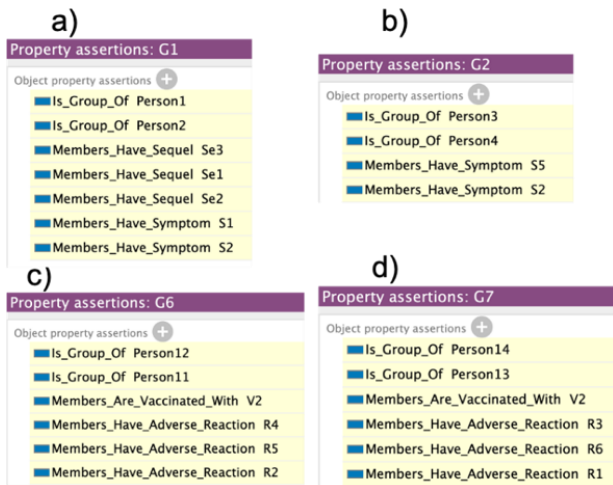 a)
Property assertions: G1
Object property assertions
Is_Group_Of Person1
Is_Group_Of Person2
Members_Have_Sequel Se3
Members_Have_Sequel Se1
Members_Have_Sequel Se2
Members_Have_Symptom S1
Members_Have_Symptom S2
b)
Property assertions: G2
Object property assertions
Is_Group_Of Person3
Is_Group_Of Person4
Members_Have_Symptom S5
Members_Have_Symptom S2
c)
Property assertions: G6
Object property assertions
Is_Group_Of Person12
Is_Group_Of Person11
Members_Are_Vaccinated_With V2
Members_Have_Adverse_Reaction R4
Members_Have_Adverse_Reaction R5
Members_Have_Adverse_Reaction R2
d)
Property assertions: G7
Object property assertions
Is_Group_Of Person14
Is_Group_Of Person13
Members_Are_Vaccinated_With V2
Members_Have_Adverse_Reaction R3
Members_Have_Adverse_Reaction R6
Members_Have_Adverse_Reaction R1